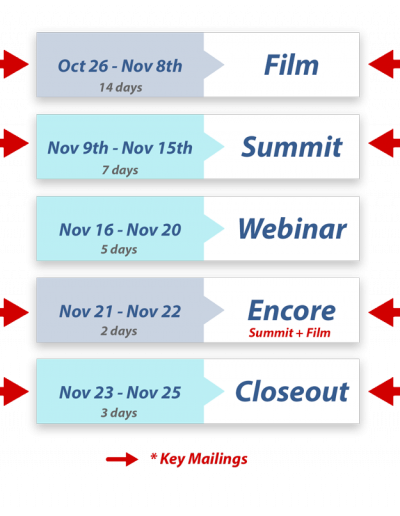 Oct 26 - Nov 8th
14 days
Film
Nov 9th - Nov 15th
7 days
Summit
Nov 16 - Nov 20
5 days
Webinar
Nov 21 - Nov 22
2 days
Encore
Summit + Film
Nov 23 - Nov 25
3 days
Closeout
* Key Mailings